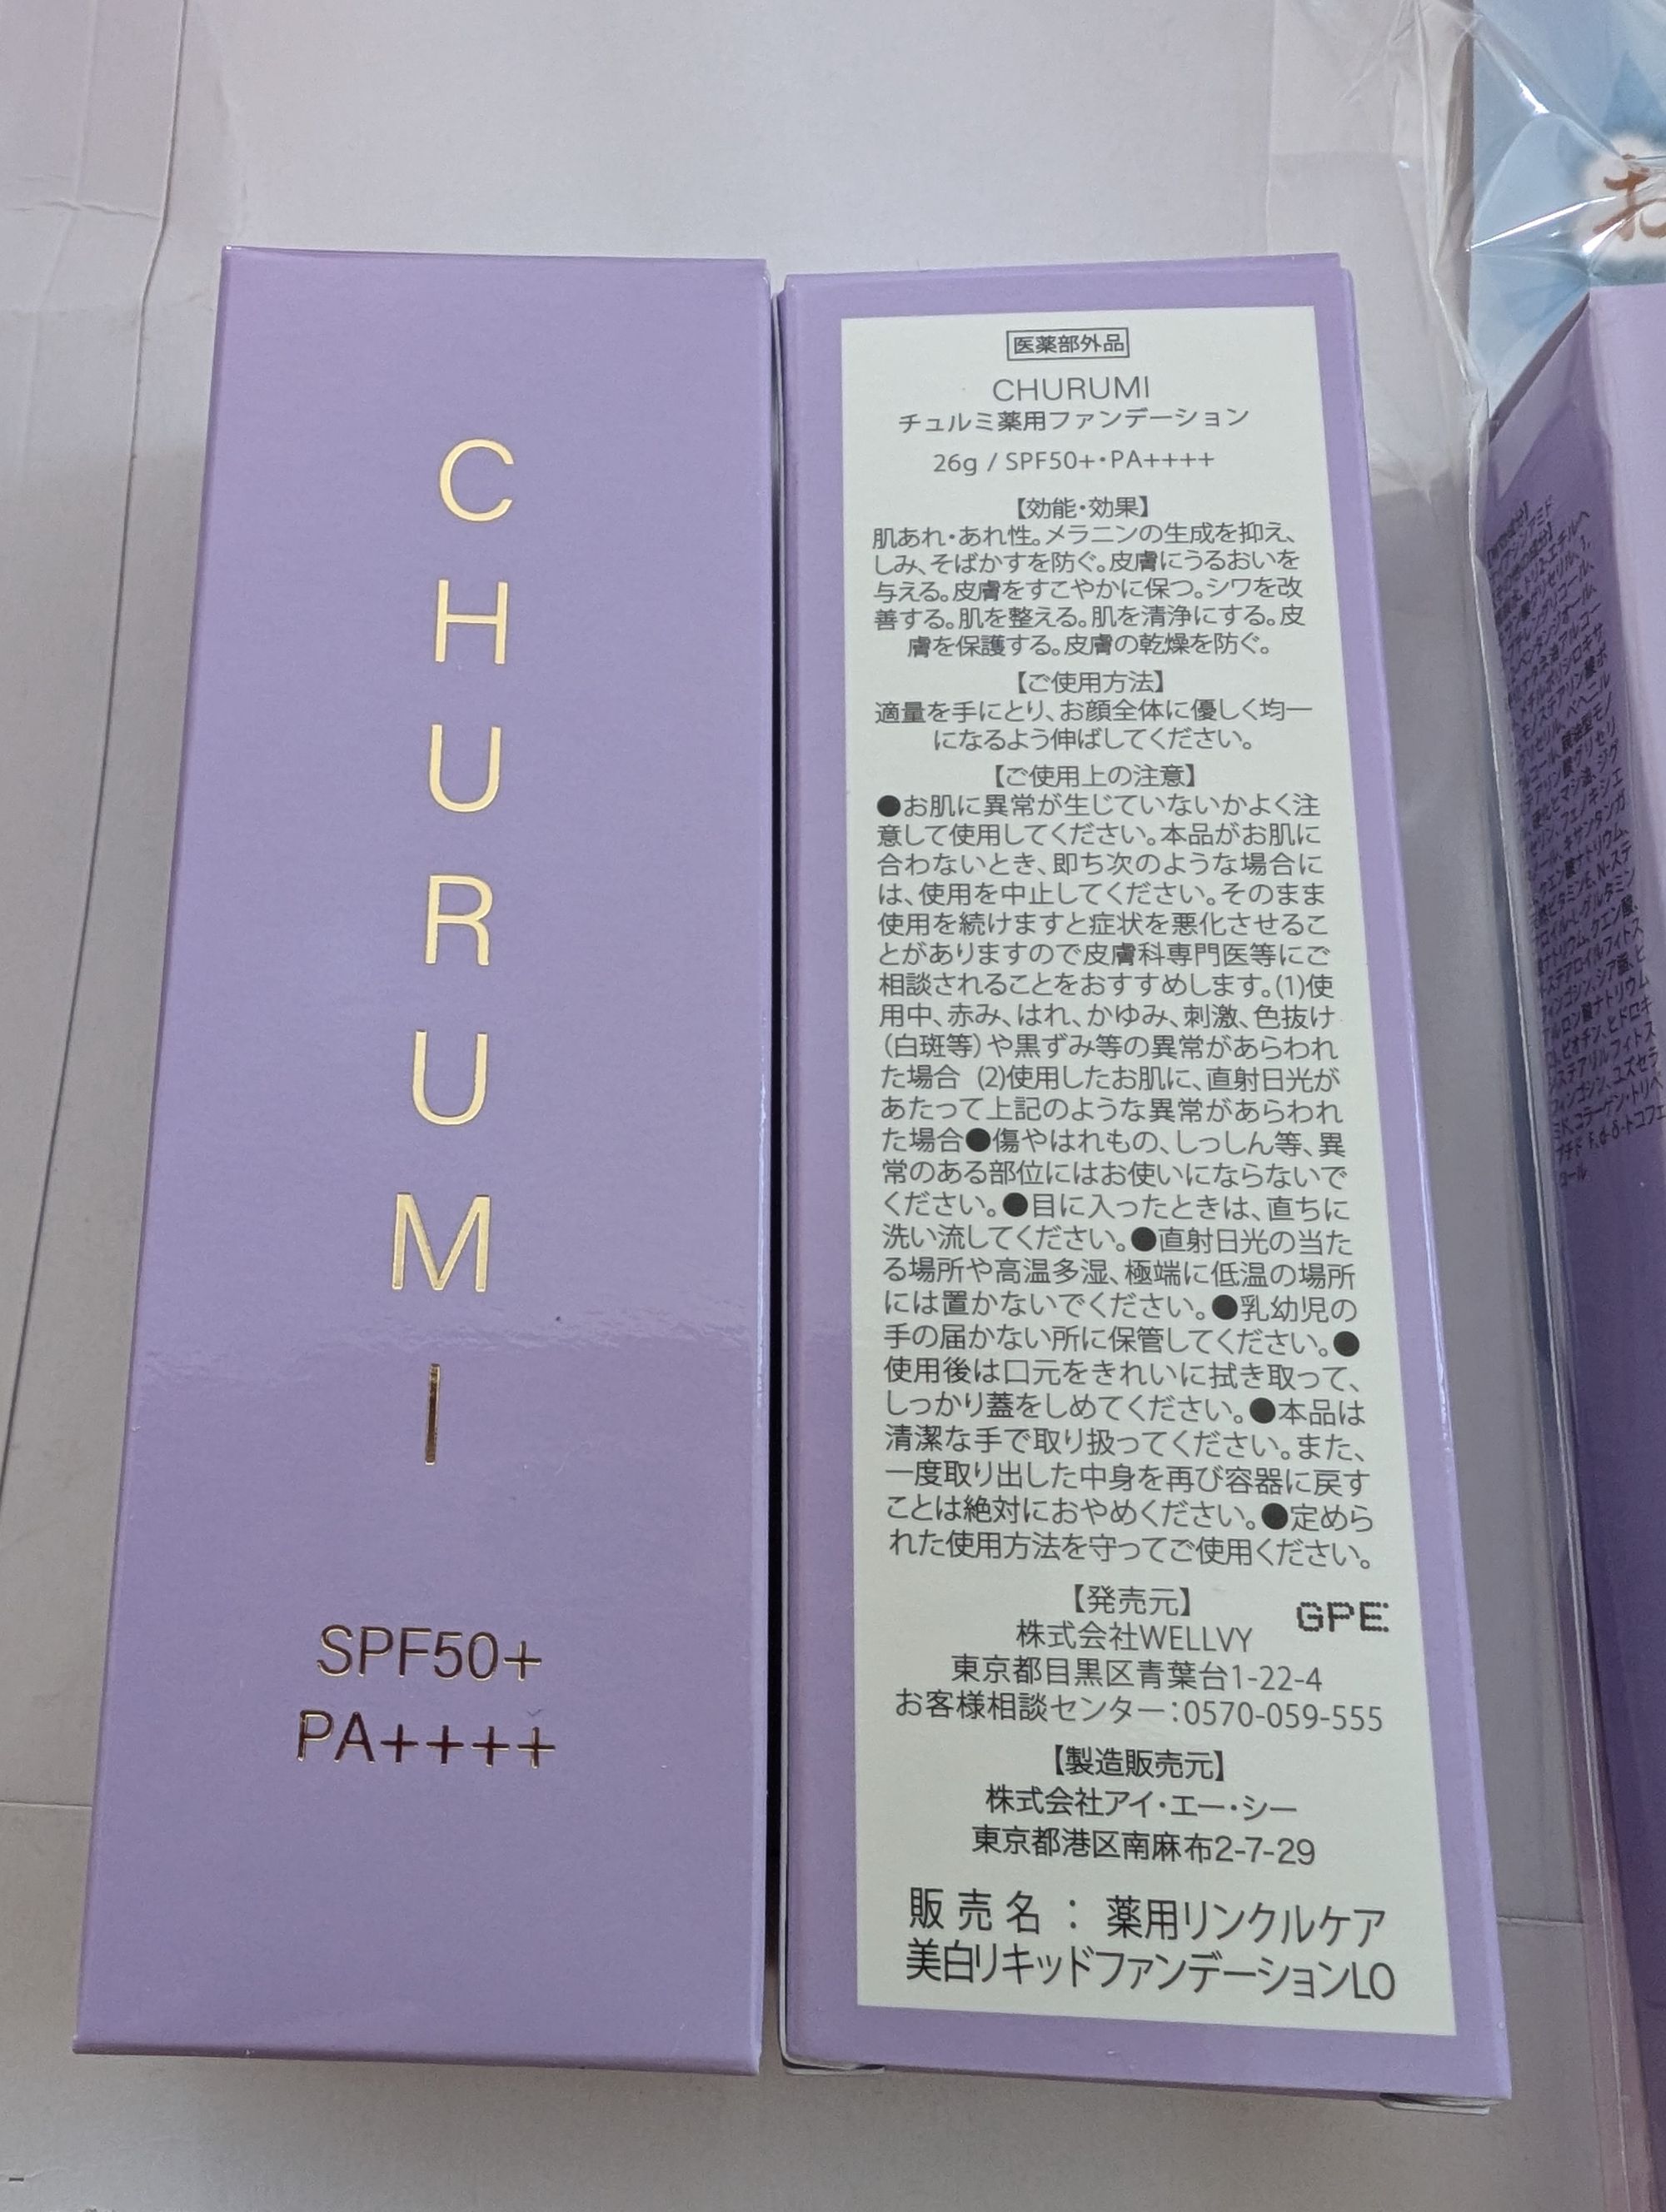 CHURUMI
SPF50+
PA++++
医薬部外品
CHURUMI
チュルミ薬用ファンデーション
26g / SPF50+・PA++++
【効能・効果】
肌あれ・あれ性。メラニンの生成を抑え、
しみ、そばかすを防ぐ。皮膚にうるおいを
与える。皮膚をすこやかに保つ。シワを改
善する。肌を整える。肌を清浄にする。皮
膚を保護する。皮膚の乾燥を防ぐ。
【ご使用方法】
適量を手にとり、お顔全体に優しく均一
になるよう伸ばしてください。
【ご使用上の注意】
●お肌に異常が生じていないかよく注
意して使用してください。本品がお肌に
合わないとき、即ち次のような場合に
は、使用を中止してください。そのまま
使用を続けますと症状を悪化させるこ
とがありますので皮膚科専門医等にご
相談されることをおすすめします。(1)使
用中、赤み、はれ、かゆみ、刺激、色抜け
(白斑等)や黒ずみ等の異常があらわれ
た場合 (2)使用したお肌に、直射日光が
あたって上記のような異常があらわれ
た場合●傷やはれもの、しっしん等、異
常のある部位にはお使いにならないで
ください。●目に入ったときは、直ちに
洗い流してください。●直射日光の当た
る場所や高温多湿、極端に低温の場所
には置かないでください。●乳幼児の
手の届かない所に保管してください。●
使用後は口元をきれいに拭き取って、
しっかり蓋をしめてください。●本品は
清潔な手で取り扱ってください。また、
一度取り出した中身を再び容器に戻す
ことは絶対におやめください。●定めら
れた使用方法を守ってご使用ください。
【発売元】
GPE
株式会社WELLVY
東京都目黒区青葉台1-22-4
お客様相談センター：0570-059-555
【製造販売元】
株式会社アイ・エー・シー
東京都港区南麻布2-7-29
販売名：薬用リンクルケア
美白リキッドファンデーションLO
お